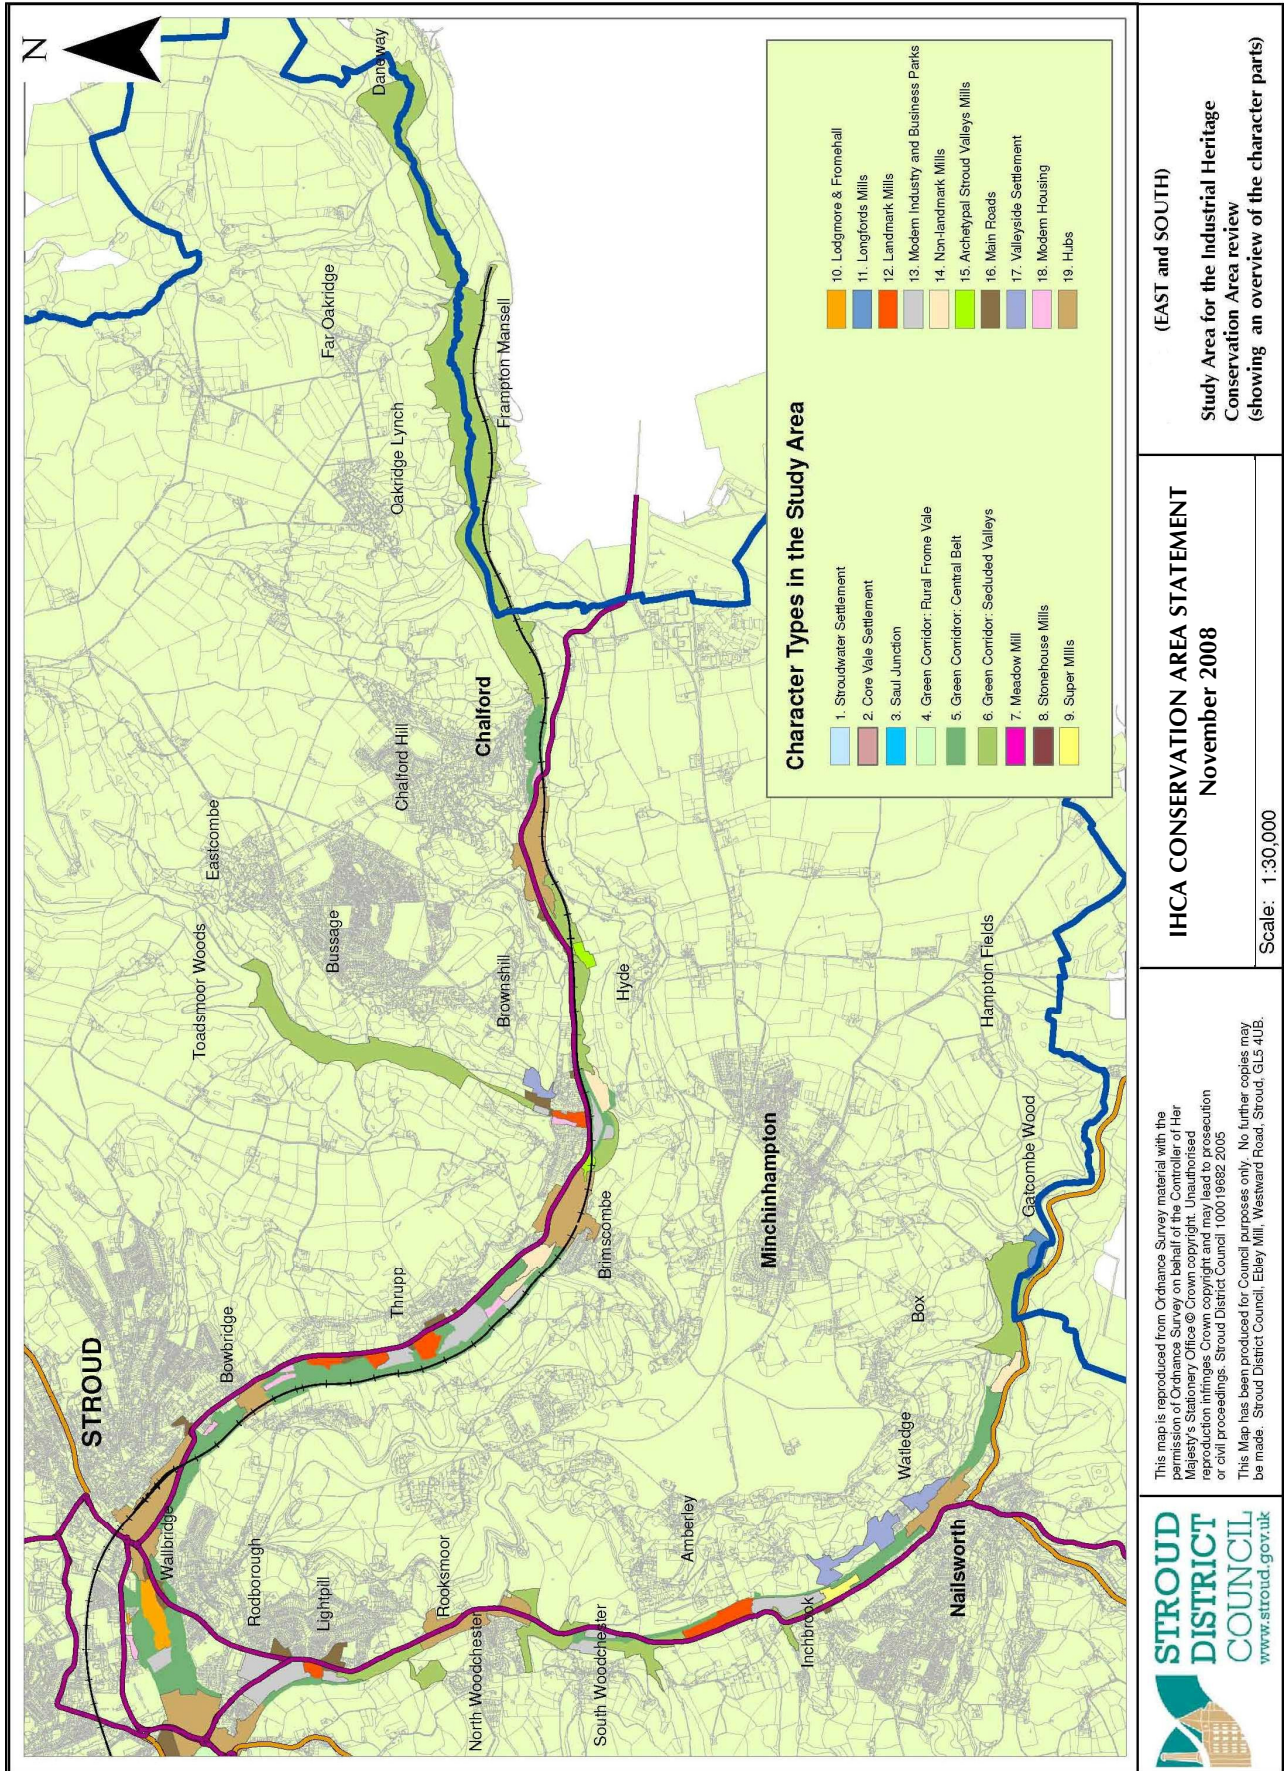 N
Daneway
Far Oakridge
Oakridge Lynch
Frampton Mansell
Chalford Hill
Chalford
Eastcombe
Bussage
Toadsmoor Woods
Brownshill
Hyde
Hampton Fields
Minchinhampton
Gatcombe Wood
Brimscombe
Thrupp
Bowbridge
STROUD
Box
Watledge
Wallbridge
Rodborough
Lightpill
Rooksmoor
Amberley
Nailsworth
Inchbrook
North Woodchester
South Woodchester
Character Types in the Study Area
1. Stroudwater Settlement
2. Core Vale Settlement
3. Saul Junction
4. Green Corridor: Rural Frome Vale
5. Green Corridror: Central Belt
6. Green Corridor: Secluded Valleys
7. Meadow Mill
8. Stonehouse Mills
9. Super Mills
10. Lodgmore & Fromehall
11. Longfords Mills
12. Landmark Mills
13. Modern Industry and Business Parks
14. Non-landmark Mills
15. Archetypal Stroud Valleys Mills
16. Main Roads
17. Valleyside Settlement
18. Modern Housing
19. Hubs
STROUD
DISTRICT
COUNCIL
www.stroud.gov.uk
This map is reproduced from Ordnance Survey material with the
permission of Ordnance Survey on behalf of the Controller of Her
Majesty's Stationery Office © Crown copyright. Unauthorised
reproduction infringes Crown copyright and may lead to prosecution
or civil proceedings. Stroud District Council 100019682 2005
This Map has been produced for Council purposes only. No further copies may
be made. Stroud District Council, Ebley Mill, Westward Road, Stroud, GL5 4UB.
IHCA CONSERVATION AREA STATEMENT
November 2008
Scale: 1:30,000
(EAST and SOUTH)
Study Area for the Industrial Heritage
Conservation Area review
(showing an overview of the character parts)